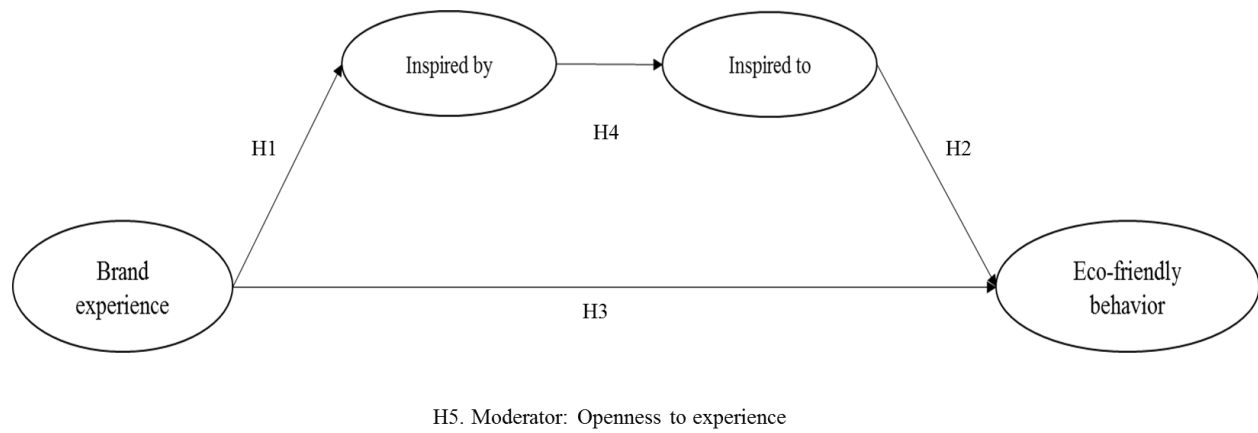 Inspired by
Inspired to
H1
H4
H2
Brand
experience
Eco-friendly
behavior
H3
H5. Moderator: Openness to experience